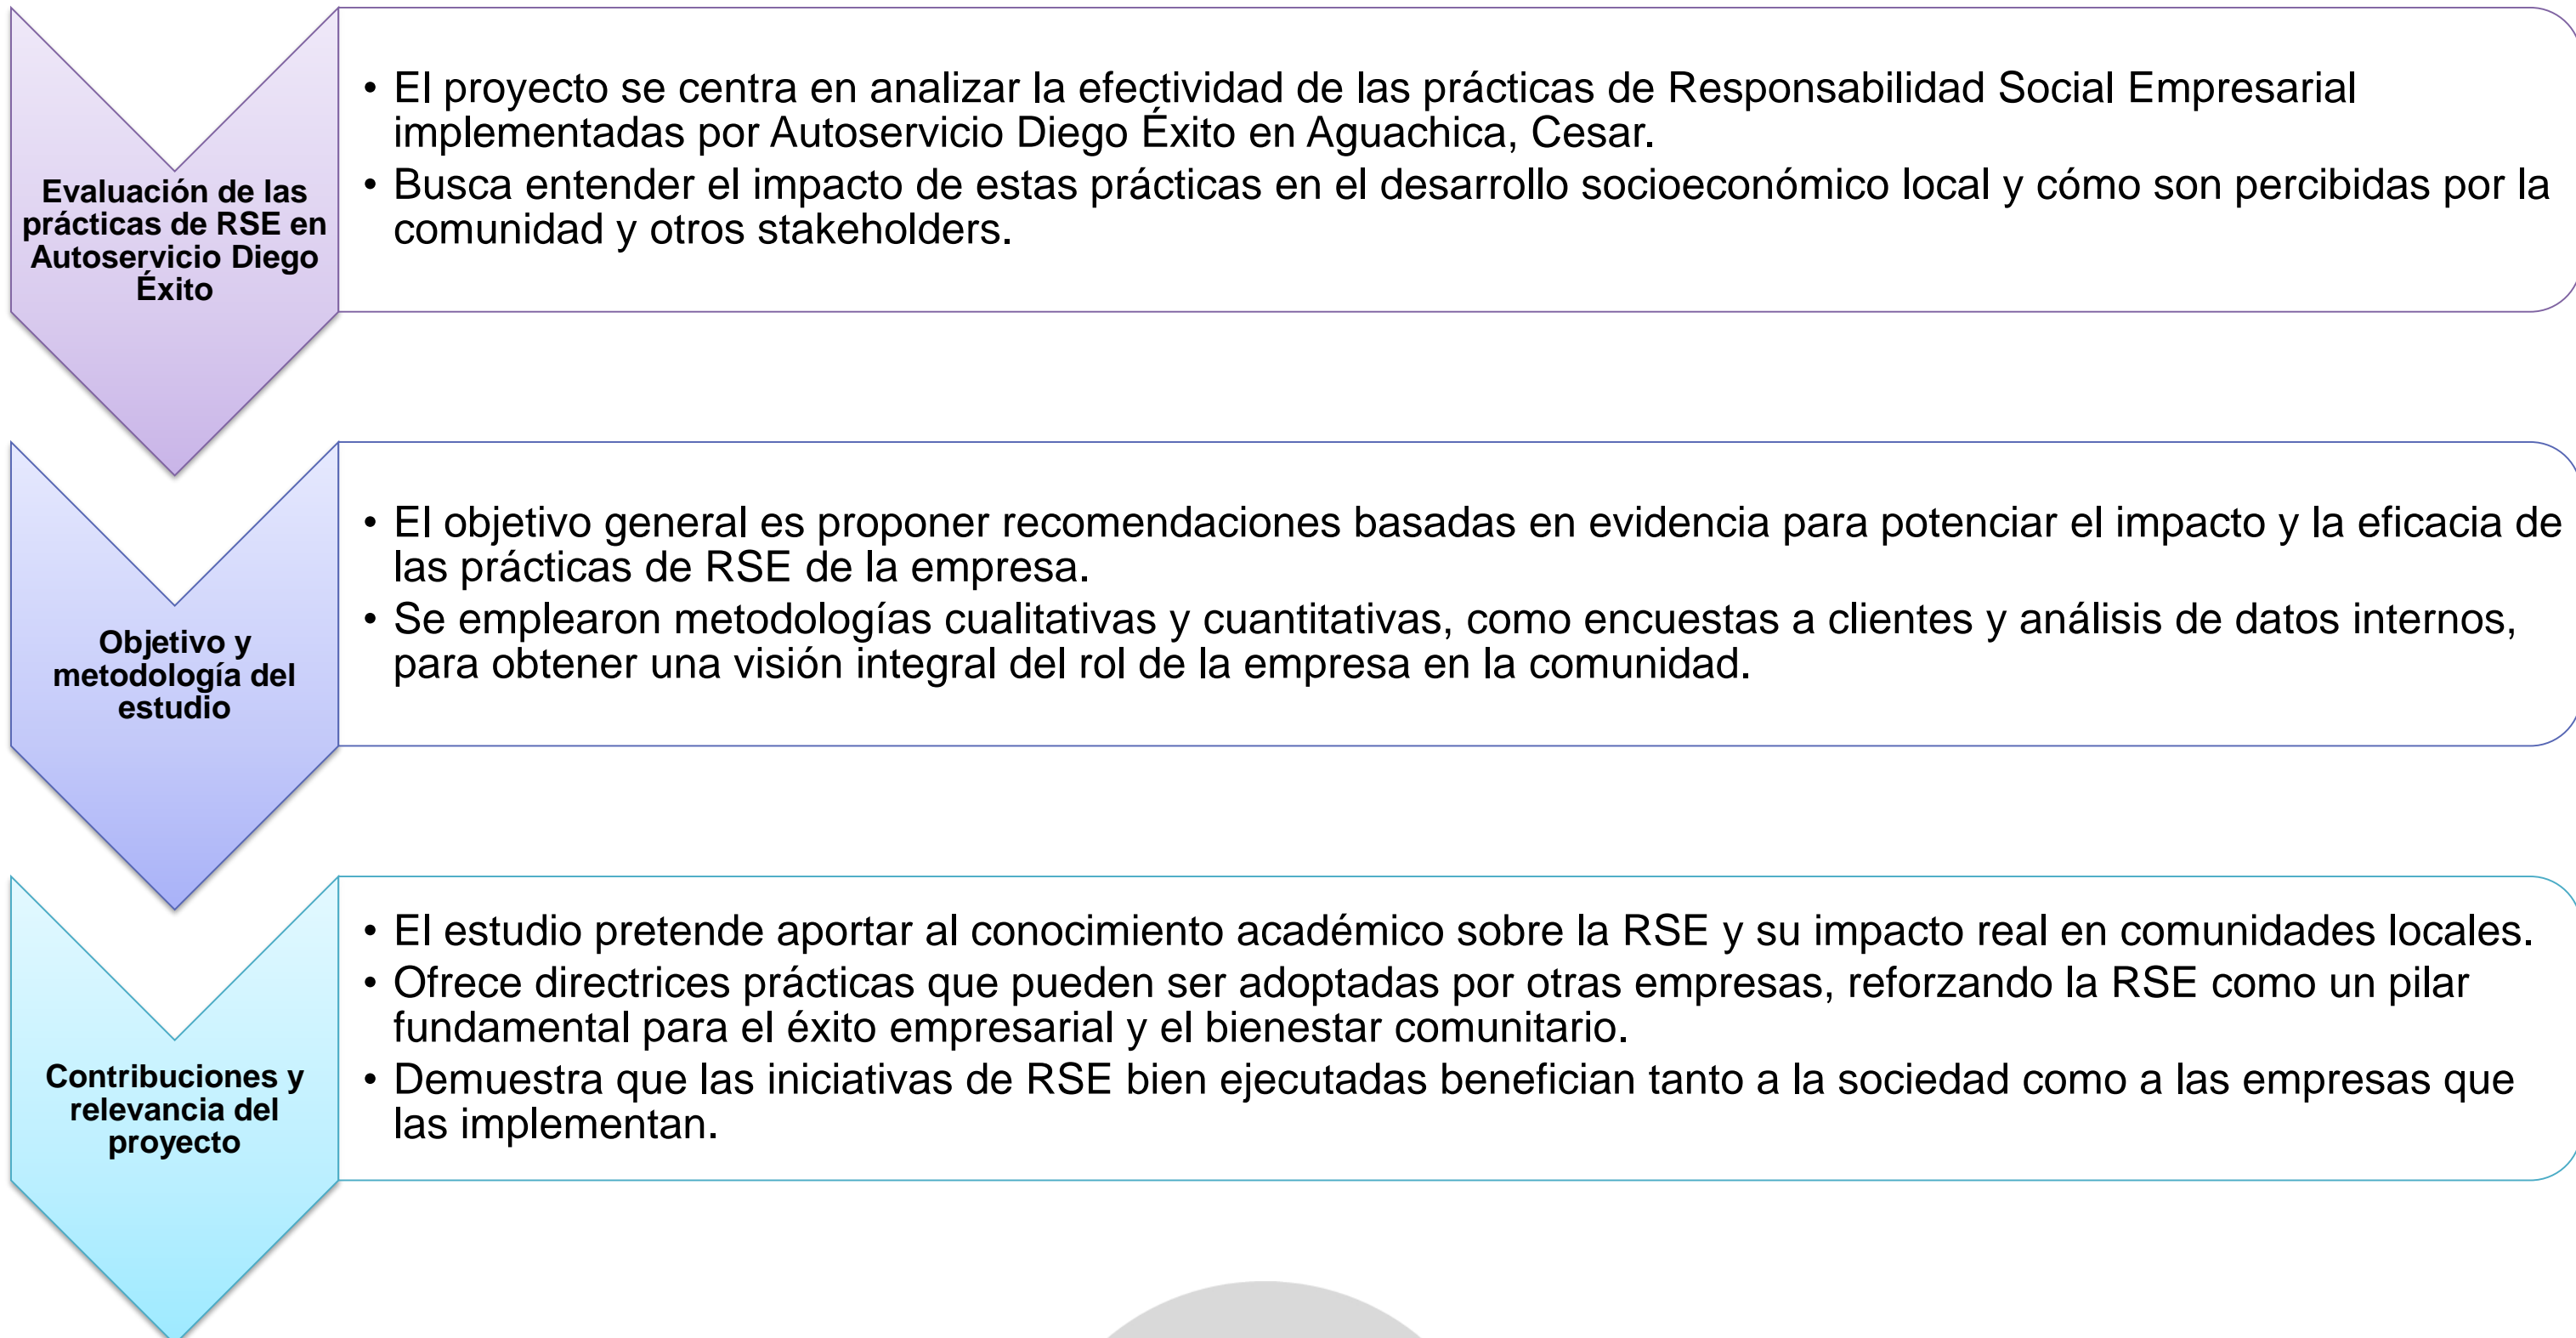 Evaluación de las
prácticas de RSE en
Autoservicio Diego
Éxito
• El proyecto se centra en analizar la efectividad de las prácticas de Responsabilidad Social Empresarial
implementadas por Autoservicio Diego Éxito en Aguachica, Cesar.
• Busca entender el impacto de estas prácticas en el desarrollo socioeconómico local y cómo son percibidas por la
comunidad y otros stakeholders.
Objetivo y
metodología del
estudio
• El objetivo general es proponer recomendaciones basadas en evidencia para potenciar el impacto y la eficacia de
las prácticas de RSE de la empresa.
• Se emplearon metodologías cualitativas y cuantitativas, como encuestas a clientes y análisis de datos internos,
para obtener una visión integral del rol de la empresa en la comunidad.
Contribuciones y
relevancia del
proyecto
• El estudio pretende aportar al conocimiento académico sobre la RSE y su impacto real en comunidades locales.
• Ofrece directrices prácticas que pueden ser adoptadas por otras empresas, reforzando la RSE como un pilar
fundamental para el éxito empresarial y el bienestar comunitario.
• Demuestra que las iniciativas de RSE bien ejecutadas benefician tanto a la sociedad como a las empresas que
las implementan.